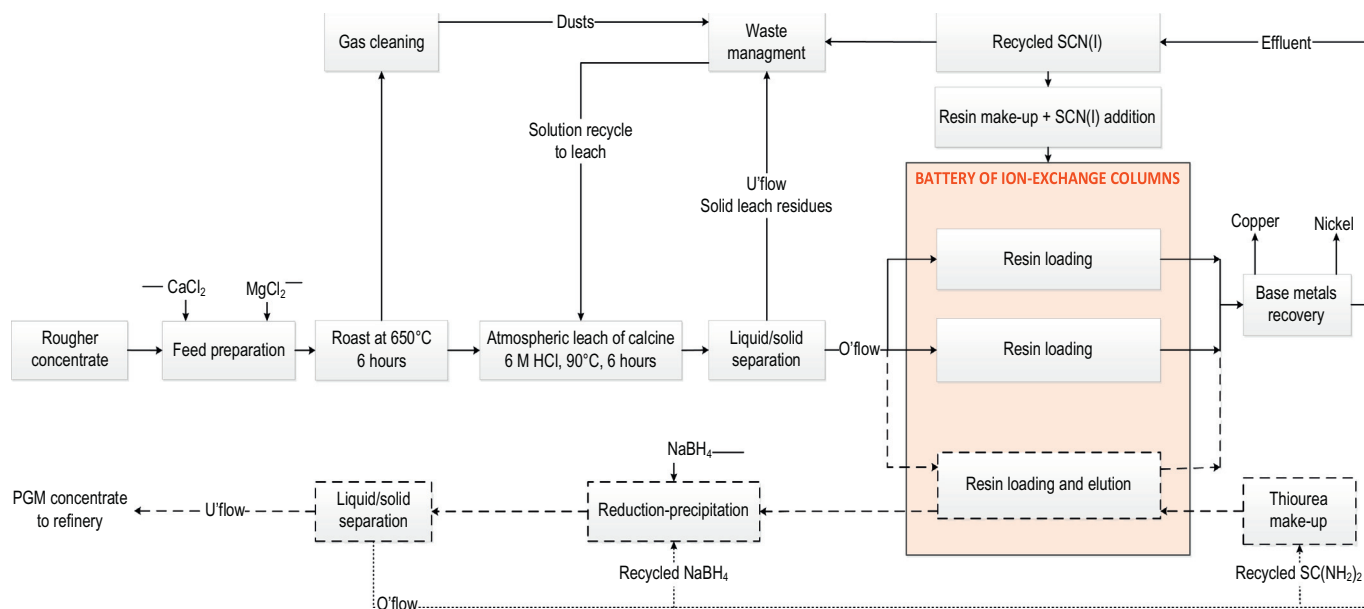 Gas cleaning
Dusts
Waste
managment
Recycled SCN(I)
Effluent
Resin make-up + SCN(I) addition
Solution recycle
to leach
U'flow
Solid leach residues
BATTERY OF ION-EXCHANGE COLUMNS
Resin loading
Copper
Nickel
CaCl₂
MgCl₂
Base metals
recovery
Rougher
concentrate
Feed preparation
Roast at 650°C
6 hours
Atmospheric leach of calcine
6 M HCl, 90°C, 6 hours
Liquid/solid
separation
O'flow
Resin loading
NaBH₄
PGM concentrate
to refinery
U'flow
Liquid/solid
separation
Reduction-precipitation
Resin loading and elution
Thiourea
make-up
Recycled NaBH₄
Recycled SC(NH₂)₂
O'flow